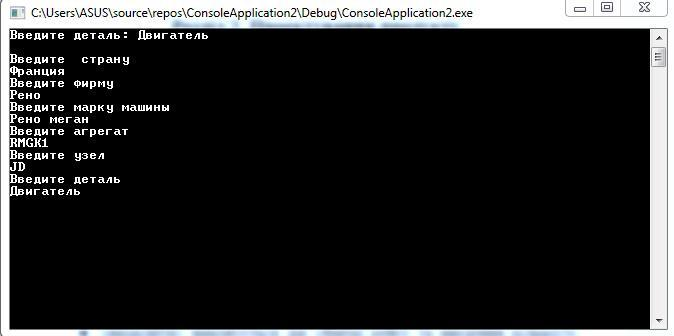 C:\Users\ASUS\source\repos\ConsoleApplication2\Debug\ConsoleApplication2.exe
Введите деталь: Двигатель
Введите  страну
Франция
Введите фирму
Рено
Введите марку машины
Рено меган
Введите агрегат
RMGK1
Введите узел
JD
Введите деталь
Двигатель